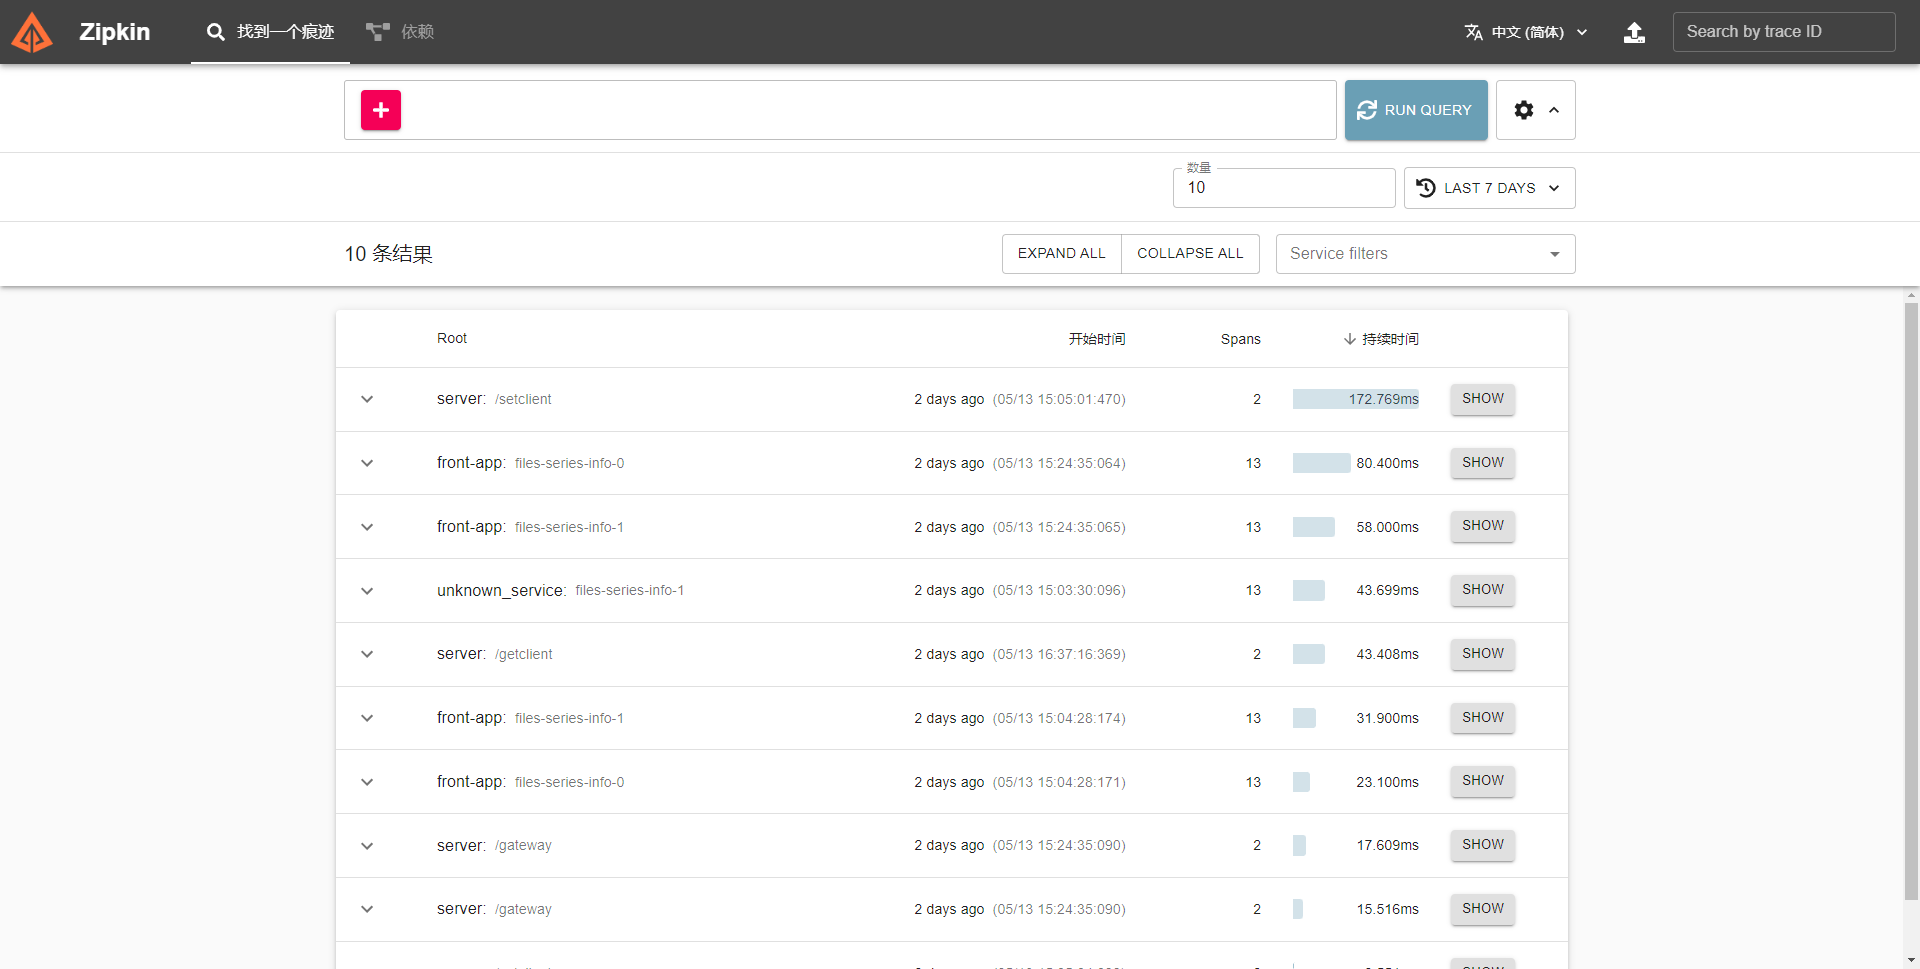 Zipkin 找到一个痕迹 依赖 中文 (简体) Search by trace ID
RUN QUERY
数量
10 LAST 7 DAYS
10 条结果 EXPAND ALL COLLAPSE ALL Service filters
Root 开始时间 Spans 持续时间
server: /setclient 2 days ago (05/13 15:05:01:470) 2 172.769ms SHOW
front-app: files-series-info-0 2 days ago (05/13 15:24:35:064) 13 80.400ms SHOW
front-app: files-series-info-1 2 days ago (05/13 15:24:35:065) 13 58.000ms SHOW
unknown_service: files-series-info-1 2 days ago (05/13 15:03:30:096) 13 43.699ms SHOW
server: /getclient 2 days ago (05/13 16:37:16:369) 2 43.408ms SHOW
front-app: files-series-info-1 2 days ago (05/13 15:04:28:174) 13 31.900ms SHOW
front-app: files-series-info-0 2 days ago (05/13 15:04:28:171) 13 23.100ms SHOW
server: /gateway 2 days ago (05/13 15:24:35:090) 2 17.609ms SHOW
server: /gateway 2 days ago (05/13 15:24:35:090) 2 15.516ms SHOW